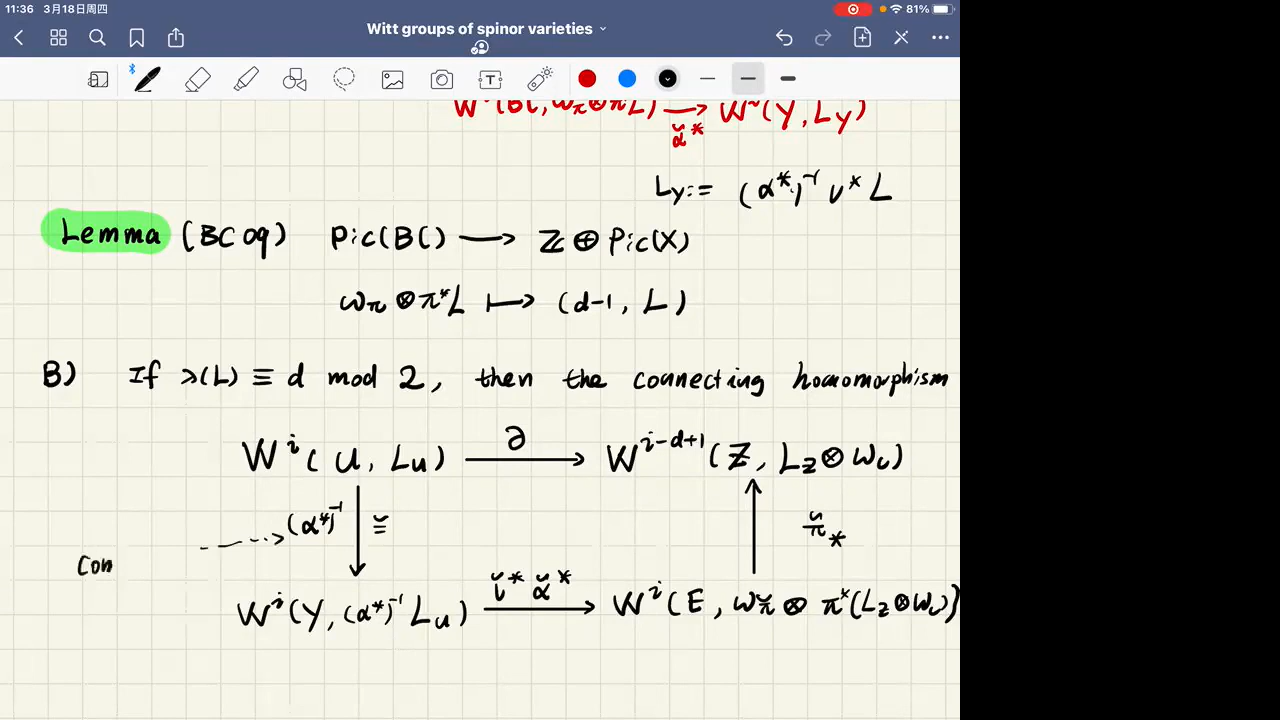 11:36 3月18日周四
81%
Witt groups of spinor varieties
W^i(Bl, ω_π⊗π*L) ⟶ W^i(Y, L_Y)
α̃*
L_Y := (α*)^{-1} υ* L
Lemma (BC09) Pic(Bl) ⟶ ℤ ⊕ Pic(X)
ω_π ⊗ π*L ⟼ (d-1, L)
B) If λ(L) ≡ d mod 2, then the connecting homomorphism
W^i(U, L_U) ⟶ W^{i-d+1}(Z, L_Z ⊗ ω_ι)
∂
(α*)^{-1} ≅ π̃_*
Con
W^i(Y, (α*)^{-1} L_U) ⟶ W^i(E, ω_π̃ ⊗ π̃*(L_Z ⊗ ω_ι))
ι̃* α̃*